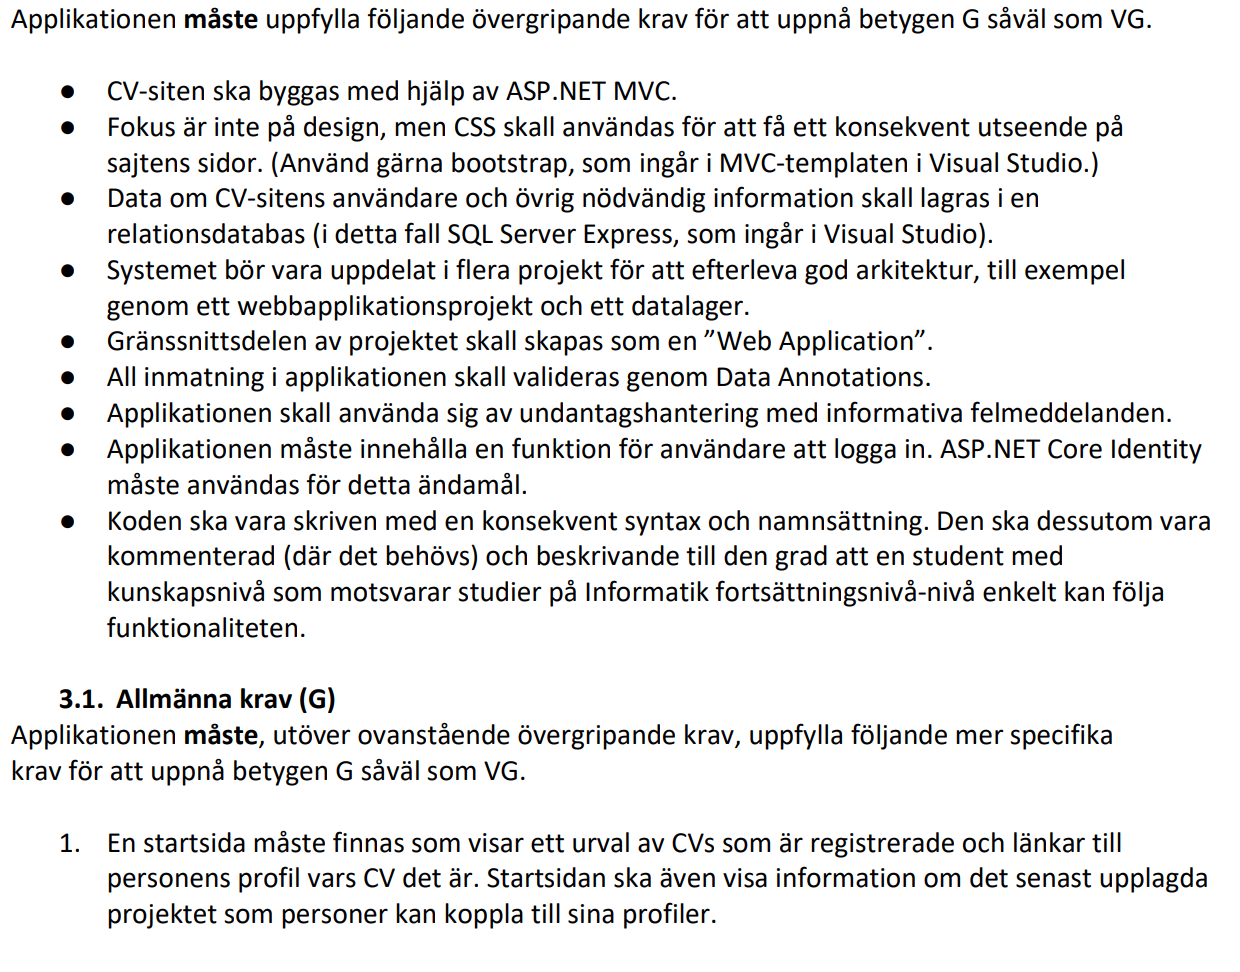 Applikationen måste uppfylla följande övergripande krav för att uppnå betygen G såväl som VG.
● CV-siten ska byggas med hjälp av ASP.NET MVC.
● Fokus är inte på design, men CSS skall användas för att få ett konsekvent utseende på
sajtens sidor. (Använd gärna bootstrap, som ingår i MVC-templaten i Visual Studio.)
● Data om CV-sitens användare och övrig nödvändig information skall lagras i en
relationsdatabas (i detta fall SQL Server Express, som ingår i Visual Studio).
● Systemet bör vara uppdelat i flera projekt för att efterleva god arkitektur, till exempel
genom ett webbapplikationsprojekt och ett datalager.
● Gränssnittsdelen av projektet skall skapas som en ”Web Application”.
● All inmatning i applikationen skall valideras genom Data Annotations.
● Applikationen skall använda sig av undantagshantering med informativa felmeddelanden.
● Applikationen måste innehålla en funktion för användare att logga in. ASP.NET Core Identity
måste användas för detta ändamål.
● Koden ska vara skriven med en konsekvent syntax och namnsättning. Den ska dessutom vara
kommenterad (där det behövs) och beskrivande till den grad att en student med
kunskapsnivå som motsvarar studier på Informatik fortsättningsnivå-nivå enkelt kan följa
funktionaliteten.
3.1. Allmänna krav (G)
Applikationen måste, utöver ovanstående övergripande krav, uppfylla följande mer specifika
krav för att uppnå betygen G såväl som VG.
1. En startsida måste finnas som visar ett urval av CVs som är registrerade och länkar till
personens profil vars CV det är. Startsidan ska även visa information om det senast upplagda
projektet som personer kan koppla till sina profiler.